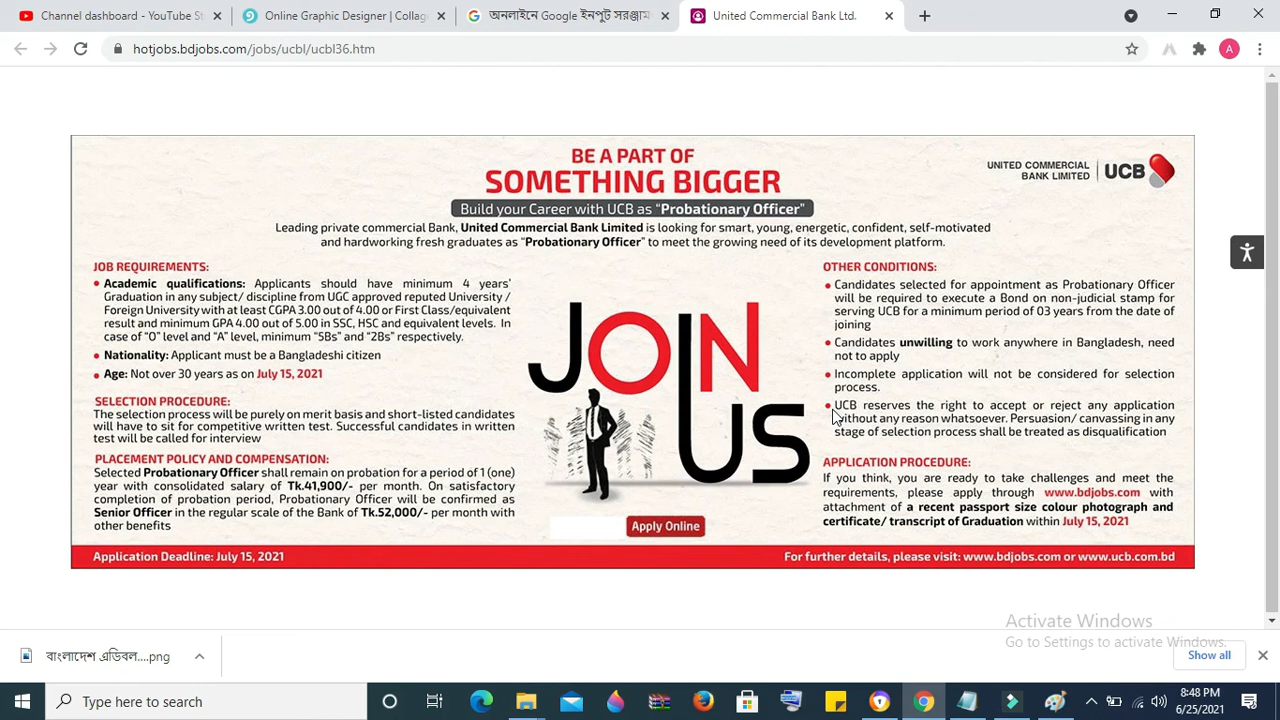 Channel dashboard - YouTube St
Online Graphic Designer | Collag
অনলাইনে Google ইনপুট সরঞ্জাম
United Commercial Bank Ltd.
hotjobs.bdjobs.com/jobs/ucbl/ucbl36.htm
A
BE A PART OF
SOMETHING BIGGER
UNITED COMMERCIAL
BANK LIMITED
UCB
Build your Career with UCB as "Probationary Officer"
Leading private commercial Bank, United Commercial Bank Limited is looking for smart, young, energetic, confident, self-motivated
and hardworking fresh graduates as "Probationary Officer" to meet the growing need of its development platform.
JOB REQUIREMENTS:
• Academic qualifications: Applicants should have minimum 4 years'
Graduation in any subject/ discipline from UGC approved reputed University /
Foreign University with at least CGPA 3.00 out of 4.00 or First Class/equivalent
result and minimum GPA 4.00 out of 5.00 in SSC, HSC and equivalent levels. In
case of "O" level and "A" level, minimum "5Bs" and "2Bs" respectively.
• Nationality: Applicant must be a Bangladeshi citizen
• Age: Not over 30 years as on July 15, 2021
SELECTION PROCEDURE:
The selection process will be purely on merit basis and short-listed candidates
will have to sit for competitive written test. Successful candidates in written
test will be called for interview
PLACEMENT POLICY AND COMPENSATION:
Selected Probationary Officer shall remain on probation for a period of 1 (one)
year with consolidated salary of Tk.41,900/- per month. On satisfactory
completion of probation period, Probationary Officer will be confirmed as
Senior Officer in the regular scale of the Bank of Tk.52,000/- per month with
other benefits
JOIN
US
Apply Online
OTHER CONDITIONS:
• Candidates selected for appointment as Probationary Officer
will be required to execute a Bond on non-judicial stamp for
serving UCB for a minimum period of 03 years from the date of
joining
• Candidates unwilling to work anywhere in Bangladesh, need
not to apply
• Incomplete application will not be considered for selection
process.
• UCB reserves the right to accept or reject any application
without any reason whatsoever. Persuasion/ canvassing in any
stage of selection process shall be treated as disqualification
APPLICATION PROCEDURE:
If you think, you are ready to take challenges and meet the
requirements, please apply through www.bdjobs.com with
attachment of a recent passport size colour photograph and
certificate/ transcript of Graduation within July 15, 2021
Application Deadline: July 15, 2021
For further details, please visit: www.bdjobs.com or www.ucb.com.bd
Activate Windows
Go to Settings to activate Windows.
বাংলাদেশ এডিবল....png
Show all
Type here to search
8:48 PM
6/25/2021